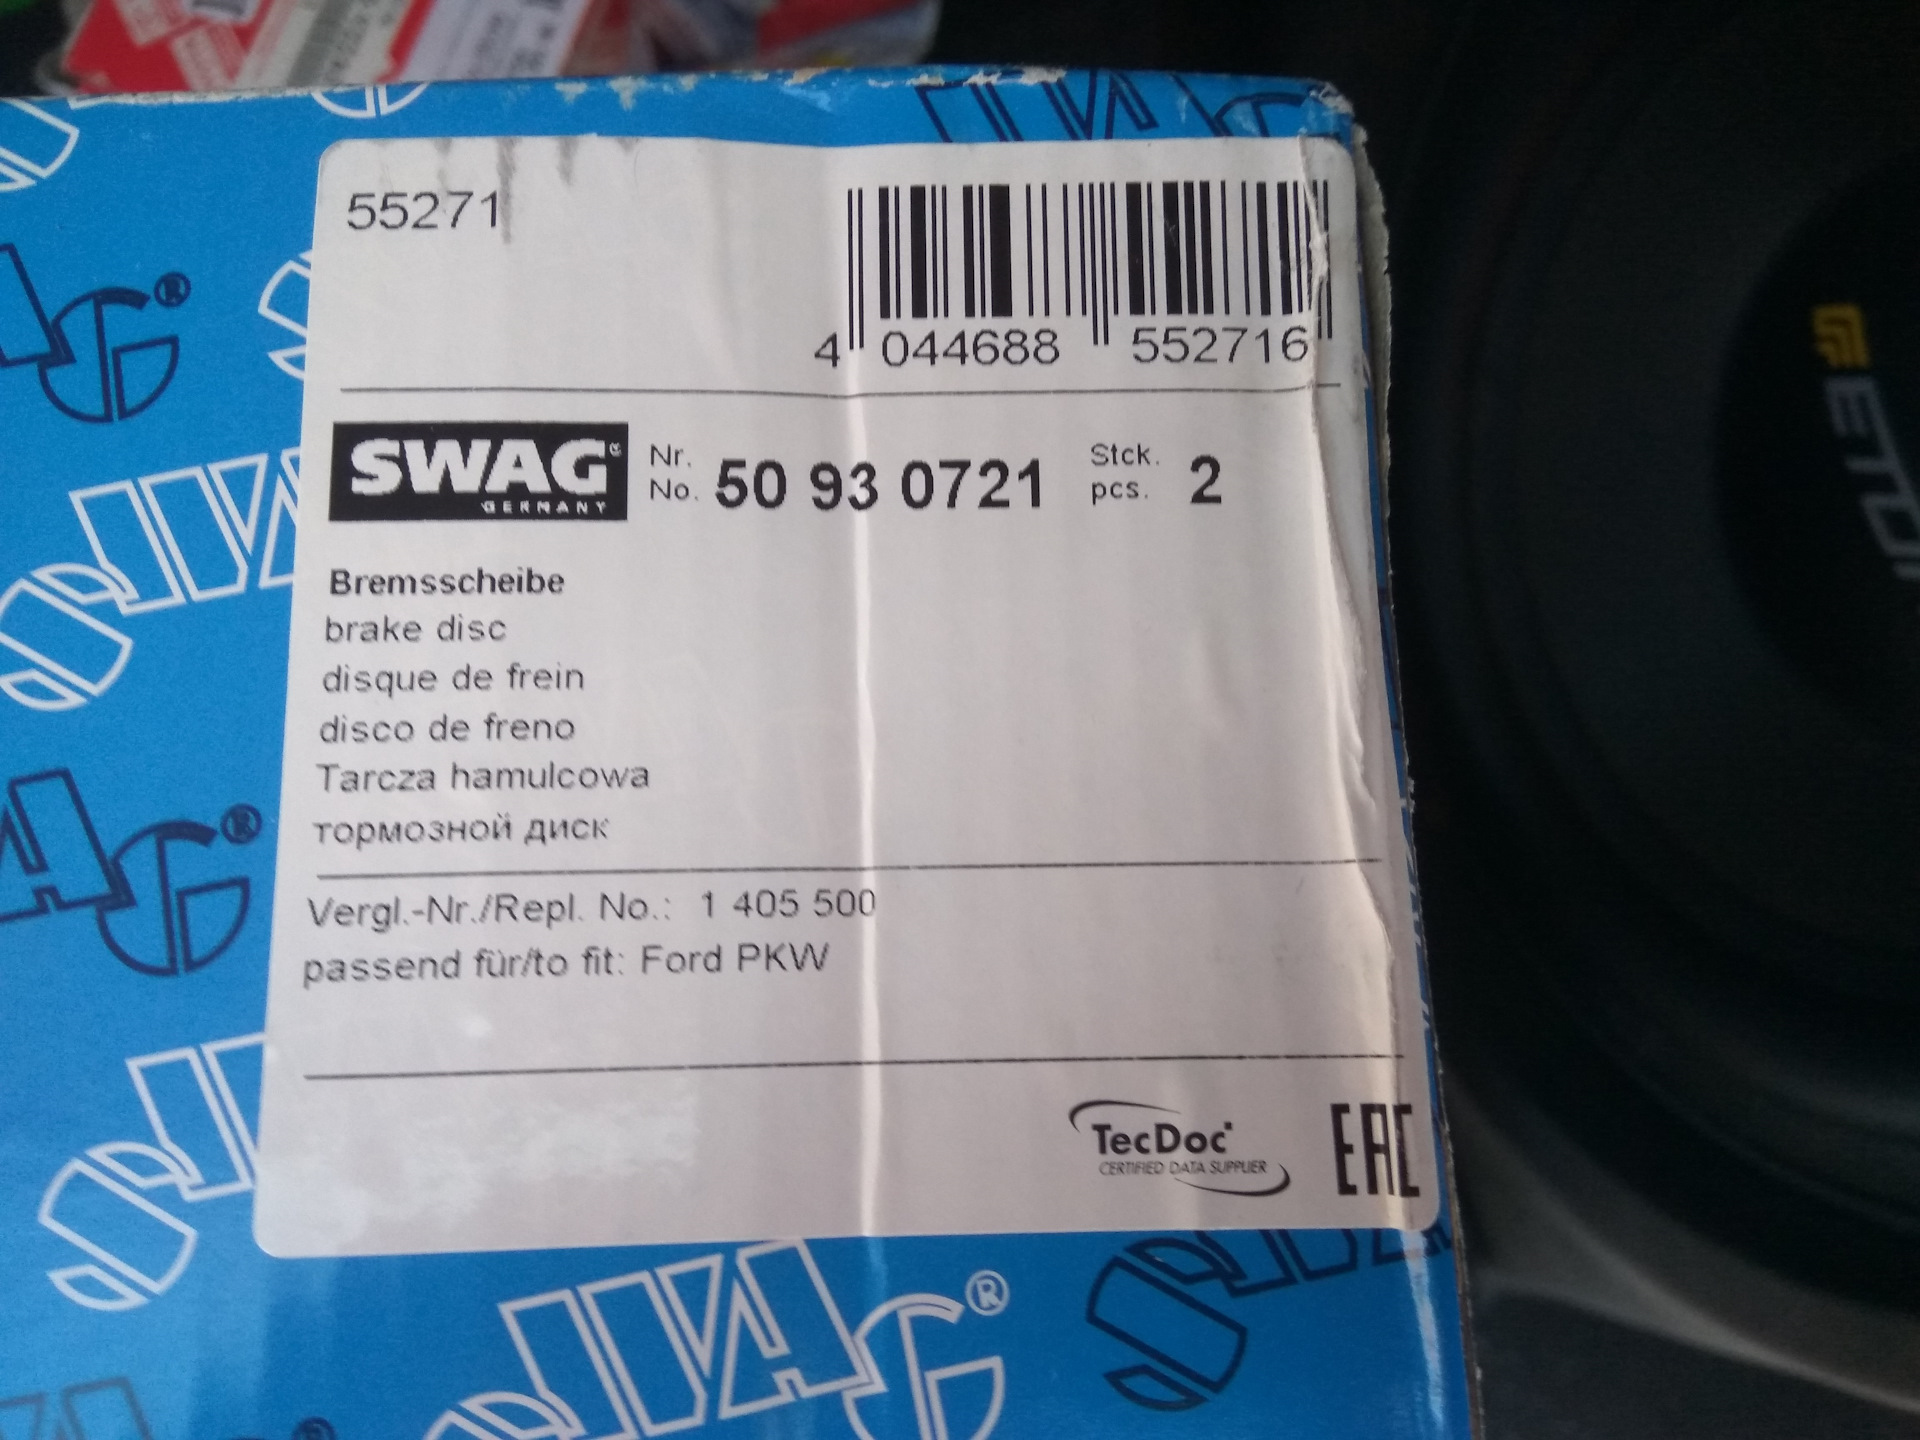 55271
4 044688 552716
SWAG®
GERMANY
Nr.
No. 50 93 0721
Stck.
pcs. 2
Bremsscheibe
brake disc
disque de frein
disco de freno
Tarcza hamulcowa
тормозной диск
Vergl.-Nr./Repl. No.: 1 405 500
passend für/to fit: Ford PKW
TecDoc
CERTIFIED DATA SUPPLIER
EAC
SWAG®